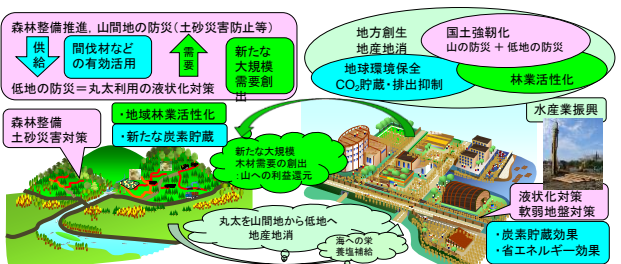 森林整備推進，山間地の防災（土砂災害防止等）
供給
間伐材など
の有効活用
需要
新たな
大規模
需要創
出
低地の防災＝丸太利用の液状化対策
地方創生
地産地消
国土強靭化
山の防災 ＋ 低地の防災
地球環境保全
CO₂貯蔵・排出抑制
林業活性化
水産業振興
森林整備
土砂災害対策
・地域林業活性化
・新たな炭素貯蔵
新たな大規模
木材需要の創出
：山への利益還元
丸太を山間地から低地へ
地産地消
海への栄
養塩補給
液状化対策
軟弱地盤対策
・炭素貯蔵効果
・省エネルギー効果